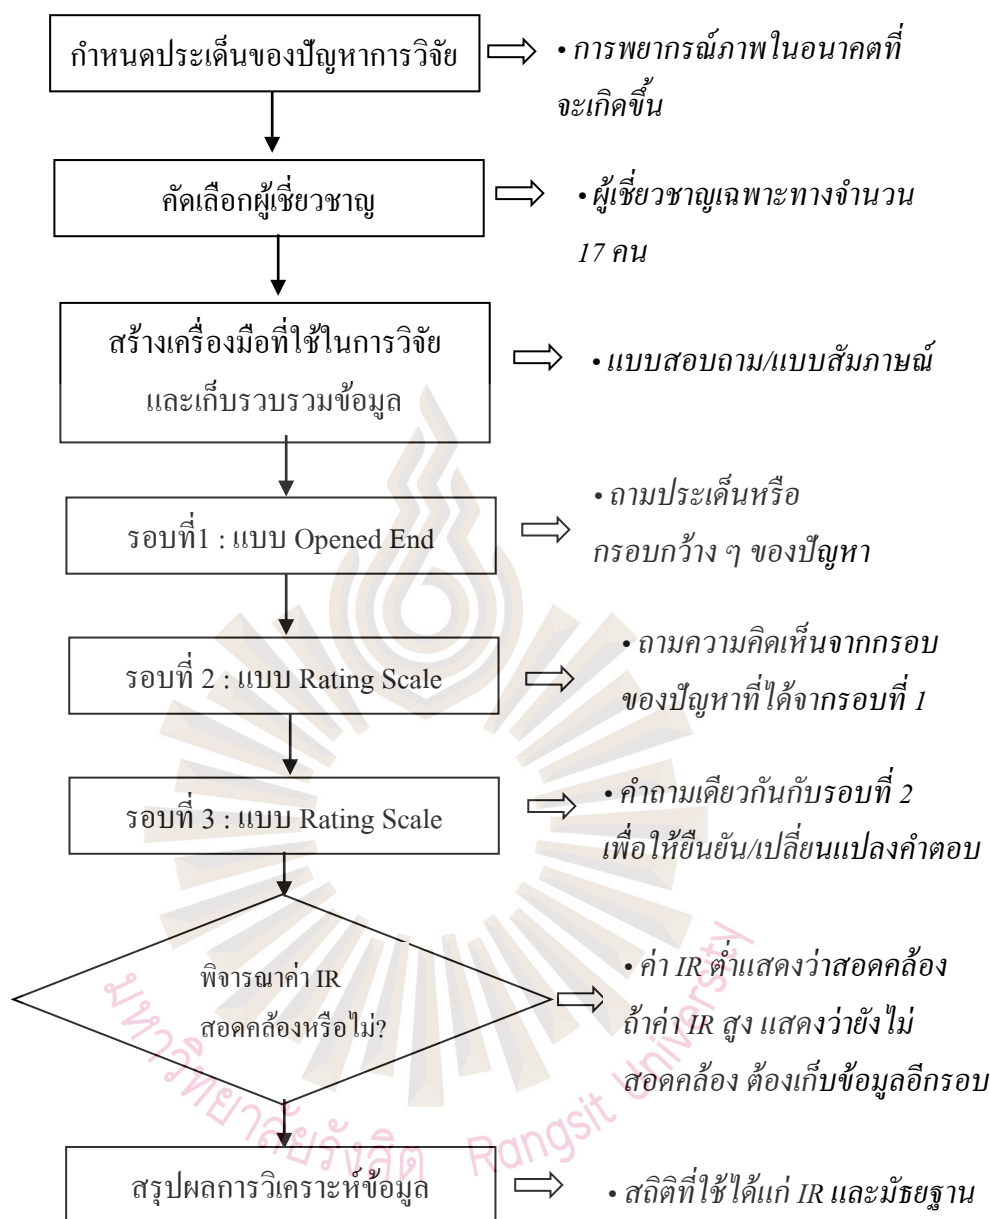 กำหนดประเด็นของปัญหาการวิจัย
• การพยากรณ์ภาพในอนาคตที่
จะเกิดขึ้น
คัดเลือกผู้เชี่ยวชาญ
• ผู้เชี่ยวชาญเฉพาะทางจำนวน
17 คน
สร้างเครื่องมือที่ใช้ในการวิจัย
และเก็บรวบรวมข้อมูล
• แบบสอบถาม/แบบสัมภาษณ์
รอบที่1 : แบบ Opened End
• ถามประเด็นหรือ
กรอบกว้าง ๆ ของปัญหา
รอบที่ 2 : แบบ Rating Scale
• ถามความคิดเห็นจากกรอบ
ของปัญหาที่ได้จากรอบที่ 1
รอบที่ 3 : แบบ Rating Scale
• คำถามเดียวกันกับรอบที่ 2
เพื่อให้ยืนยัน/เปลี่ยนแปลงคำตอบ
พิจารณาค่า IR
สอดคล้องหรือไม่?
• ค่า IR ต่ำ แสดงว่าสอดคล้อง
ถ้าค่า IR สูง แสดงว่ายังไม่
สอดคล้อง ต้องเก็บข้อมูลอีกรอบ
สรุปผลการวิเคราะห์ข้อมูล
• สถิติที่ใช้ได้แก่ IR และมัธยฐาน
มหาวิทยาลัยรังสิต Rangsit University